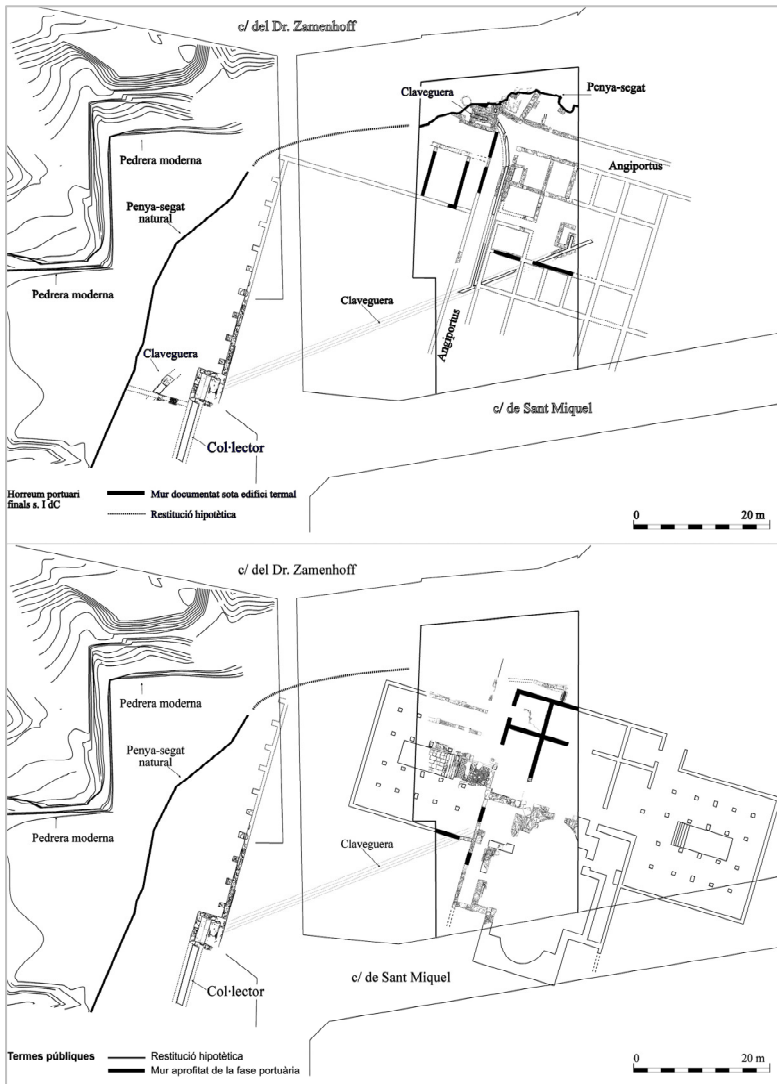 c/ del Dr. Zamenhoff
Penya-segat
Claveguera
Pedrera moderna
Angiportus
Penya-segat
natural
Pedrera moderna
Claveguera
Angiportus
Claveguera
c/ de Sant Miquel
Col·lector
Horreum portuari
finals s. I dC
Mur documentat sota edifici termal
Restitució hipotètica
0 20 m
c/ del Dr. Zamenhoff
Pedrera moderna
Penya-segat
natural
Pedrera moderna
Claveguera
c/ de Sant Miquel
Col·lector
Termes públiques
Restitució hipotètica
Mur aprofitat de la fase portuària
0 20 m